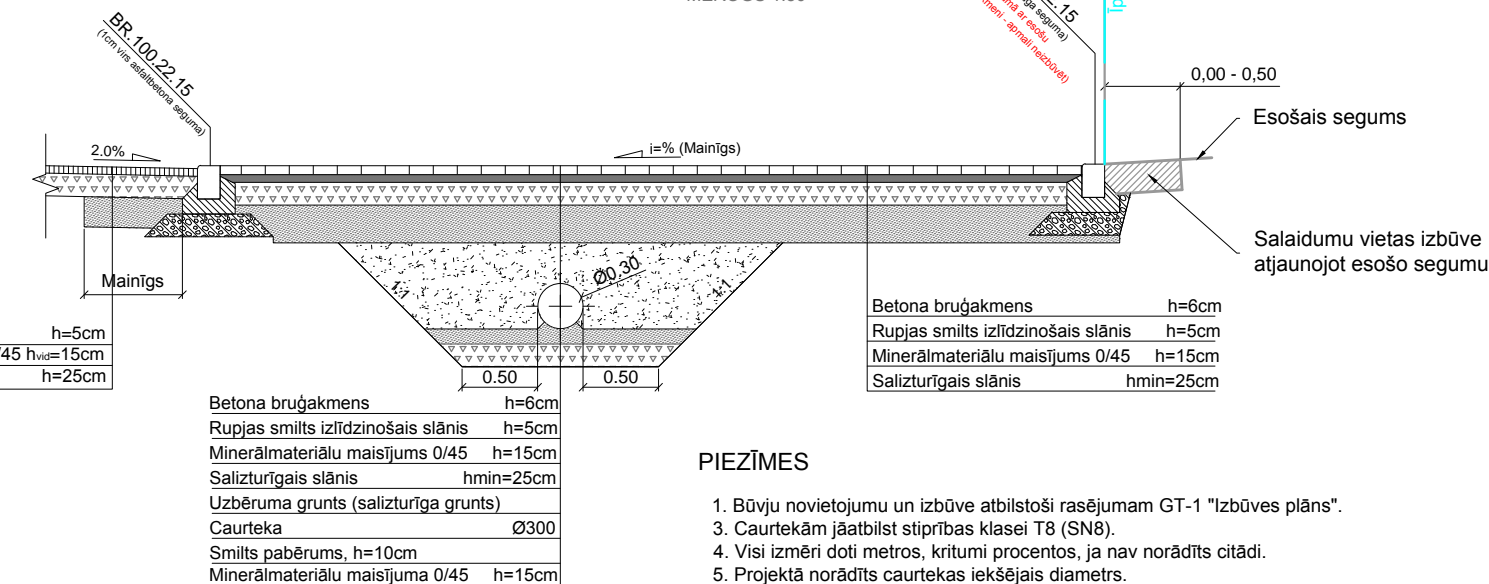 BR.100.22.15
(1cm virs asfaltbetona seguma)
2.0%
i=% (Mainīgs)
0,00 - 0,50
Esošais segums
Salaidumu vietas izbūve
atjaunojot esošo segumu
Mainīgs
1:1
Ø0.30
1:1
0.50
0.50
h=5cm
/45 hvid=15cm
h=25cm
Betona bruģakmens h=6cm
Rupjas smilts izlīdzinošais slānis h=5cm
Minerālmateriālu maisījums 0/45 h=15cm
Salizturīgais slānis hmin=25cm
Betona bruģakmens h=6cm
Rupjas smilts izlīdzinošais slānis h=5cm
Minerālmateriālu maisījums 0/45 h=15cm
Salizturīgais slānis hmin=25cm
Uzbēruma grunts (salizturīga grunts)
Caurteka Ø300
Smilts pabērums, h=10cm
Minerālmateriālu maisījuma 0/45 h=15cm
PIEZĪMES
1. Būvju novietojumu un izbūve atbilstoši rasējumam GT-1 "Izbūves plāns".
3. Caurtekām jāatbilst stiprības klasei T8 (SN8).
4. Visi izmēri doti metros, kritumi procentos, ja nav norādīts citādi.
5. Projektā norādīts caurtekas iekšējais diametrs.